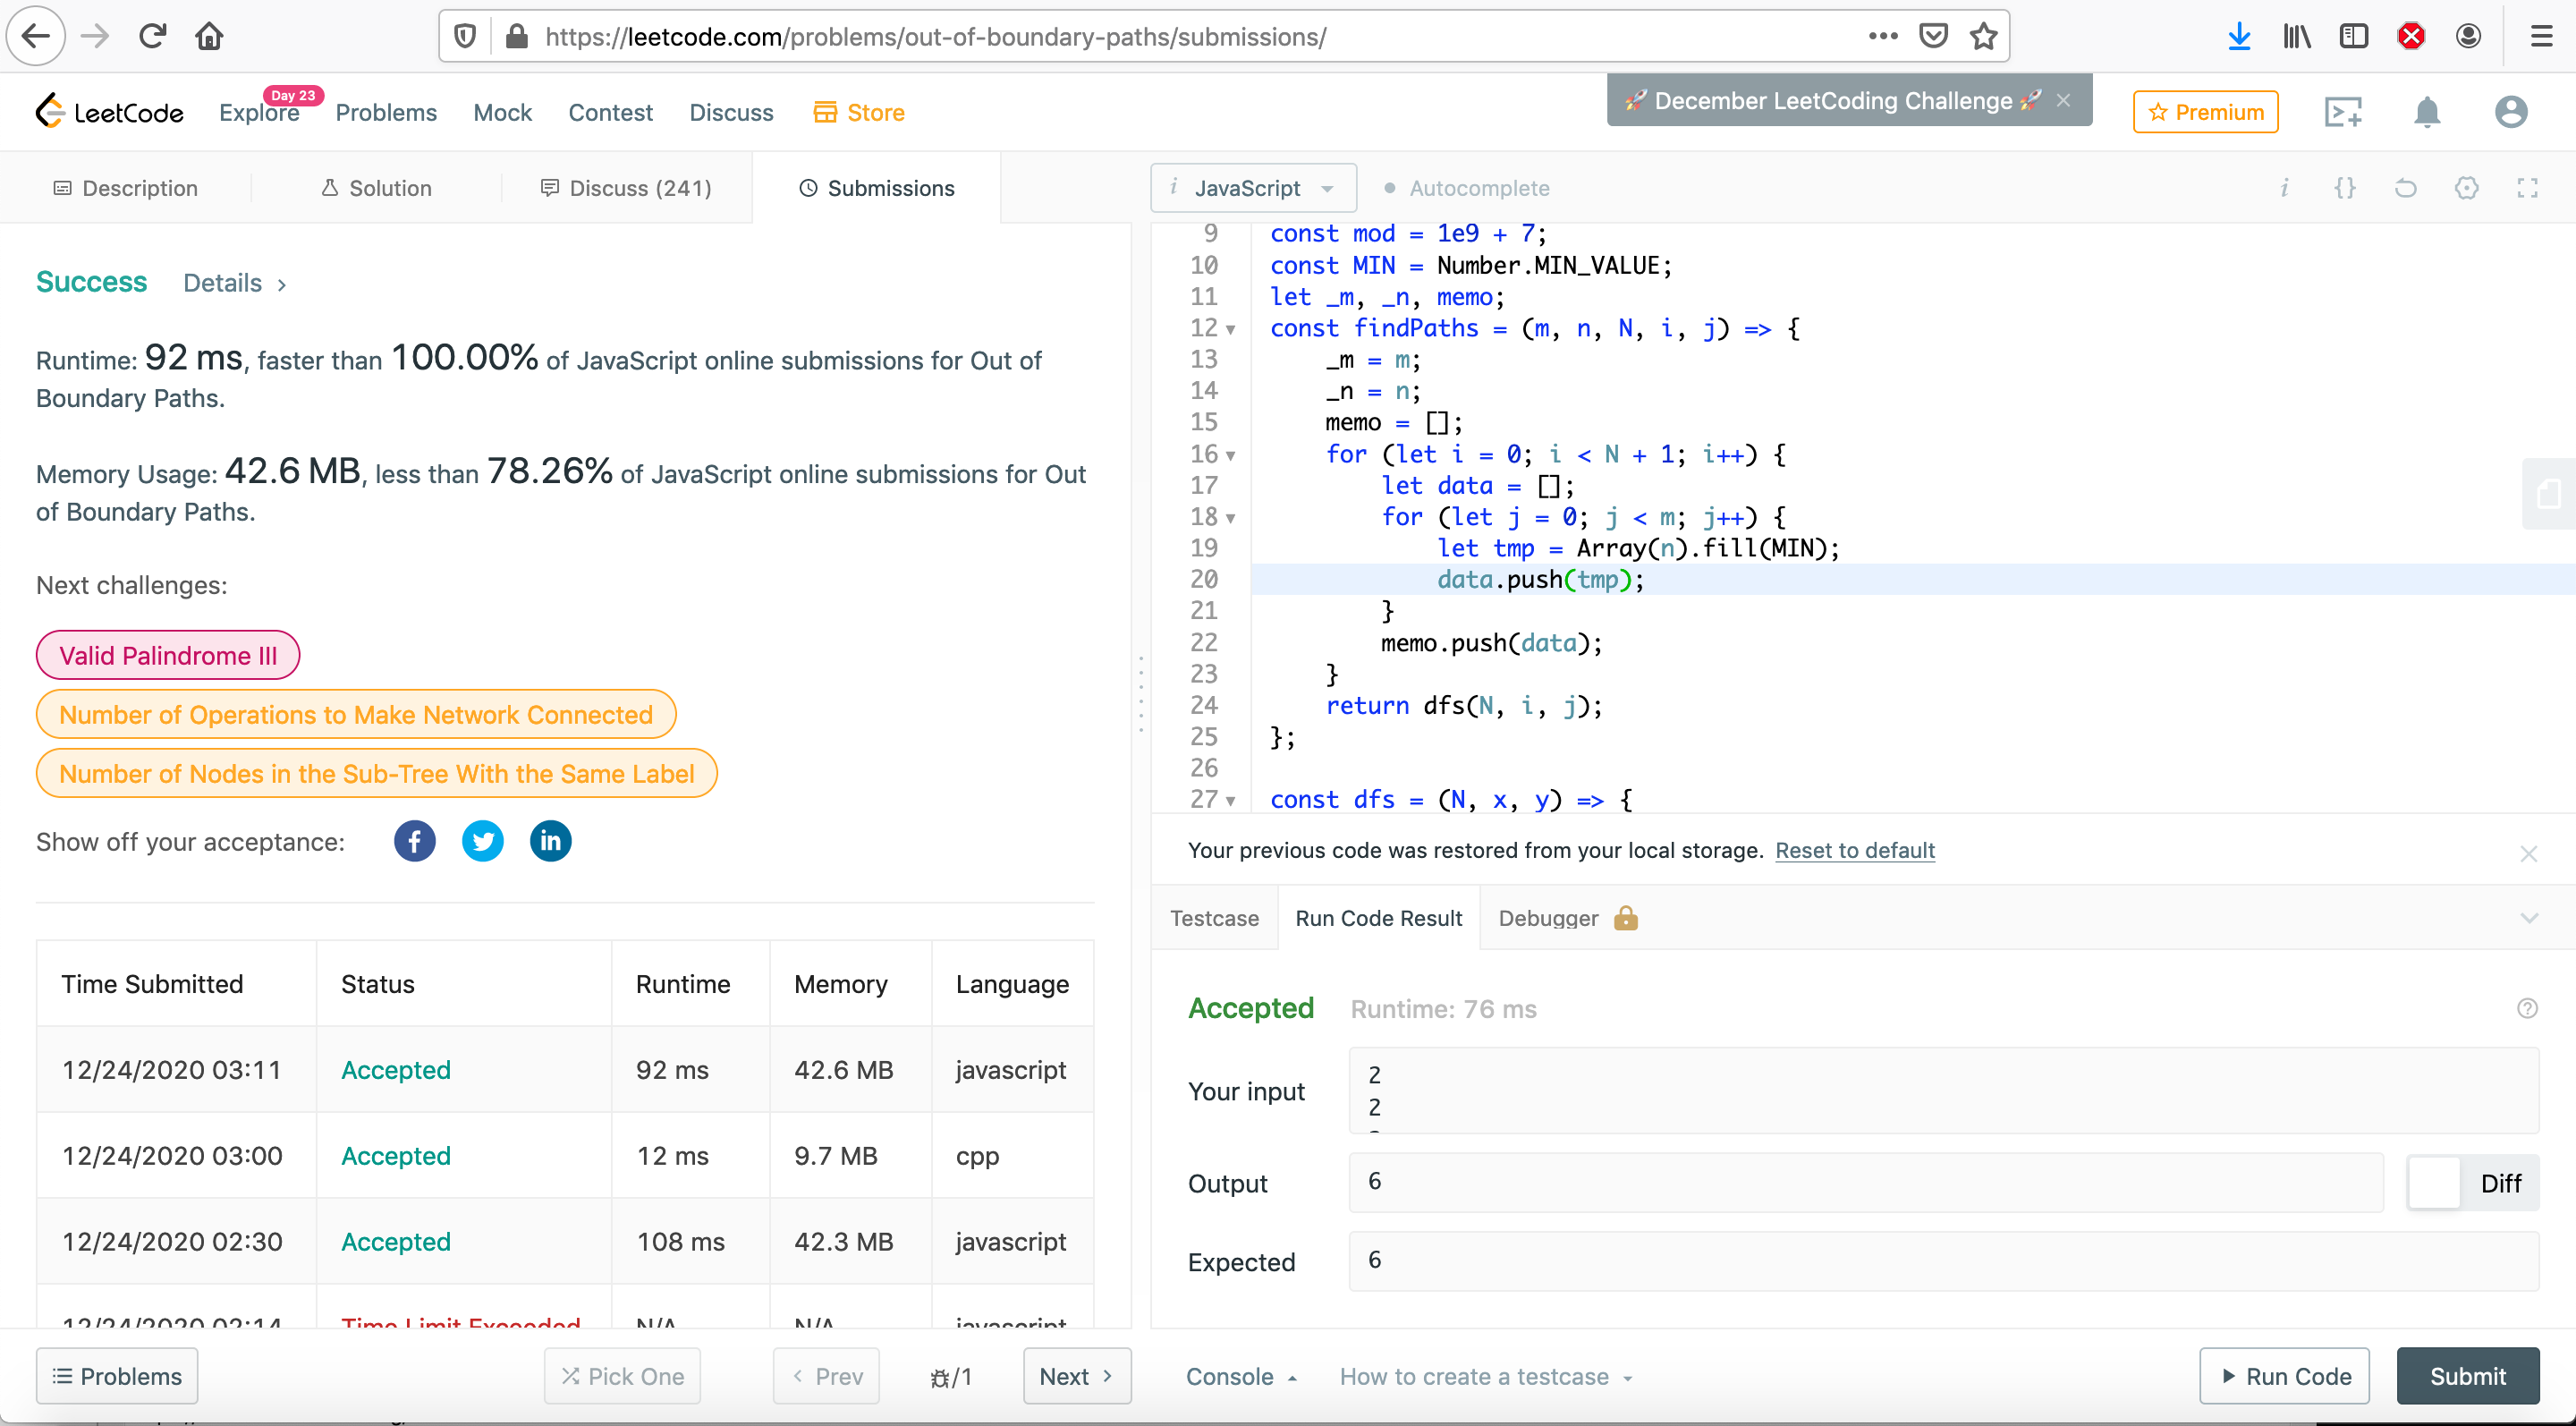 https://leetcode.com/problems/out-of-boundary-paths/submissions/
LeetCode
Explore
Day 23
Problems
Mock
Contest
Discuss
Store
🚀 December LeetCoding Challenge 🚀 ×
Premium
Description
Solution
Discuss (241)
Submissions
Success
Details >
Runtime: 92 ms, faster than 100.00% of JavaScript online submissions for Out of
Boundary Paths.
Memory Usage: 42.6 MB, less than 78.26% of JavaScript online submissions for Out
of Boundary Paths.
Next challenges:
Valid Palindrome III
Number of Operations to Make Network Connected
Number of Nodes in the Sub-Tree With the Same Label
Show off your acceptance:
Time Submitted Status Runtime Memory Language
12/24/2020 03:11 Accepted 92 ms 42.6 MB javascript
12/24/2020 03:00 Accepted 12 ms 9.7 MB cpp
12/24/2020 02:30 Accepted 108 ms 42.3 MB javascript
12/24/2020 02:14 Time Limit Exceeded N/A N/A javascript
Problems
Pick One
< Prev
/1
Next >
i JavaScript
Autocomplete
i {}
9 const mod = 1e9 + 7;
10 const MIN = Number.MIN_VALUE;
11 let _m, _n, memo;
12 const findPaths = (m, n, N, i, j) => {
13 _m = m;
14 _n = n;
15 memo = [];
16 for (let i = 0; i < N + 1; i++) {
17 let data = [];
18 for (let j = 0; j < m; j++) {
19 let tmp = Array(n).fill(MIN);
20 data.push(tmp);
21 }
22 memo.push(data);
23 }
24 return dfs(N, i, j);
25 };
26
27 const dfs = (N, x, y) => {
Your previous code was restored from your local storage. Reset to default
Testcase
Run Code Result
Debugger
Accepted
Runtime: 76 ms
Your input
2
2
Output
6
Diff
Expected
6
Console
How to create a testcase
Run Code
Submit